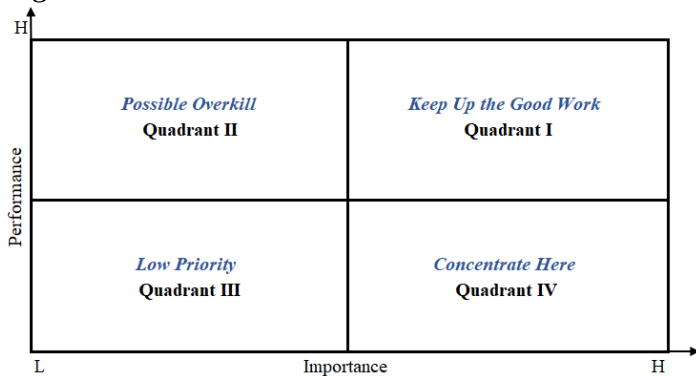 H
Possible Overkill
Quadrant II
Keep Up the Good Work
Quadrant I
Performance
Low Priority
Quadrant III
Concentrate Here
Quadrant IV
L
Importance
H